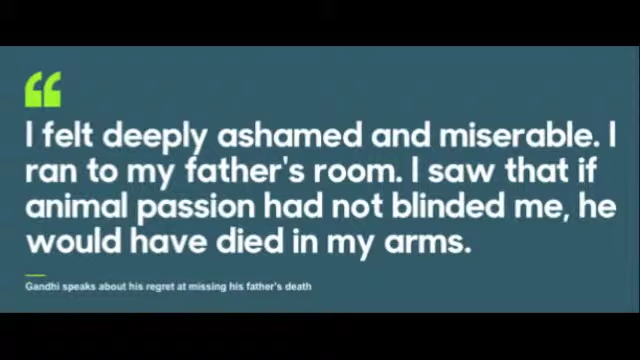 “
I felt deeply ashamed and miserable. I
ran to my father's room. I saw that if
animal passion had not blinded me, he
would have died in my arms.
Gandhi speaks about his regret at missing his father's death